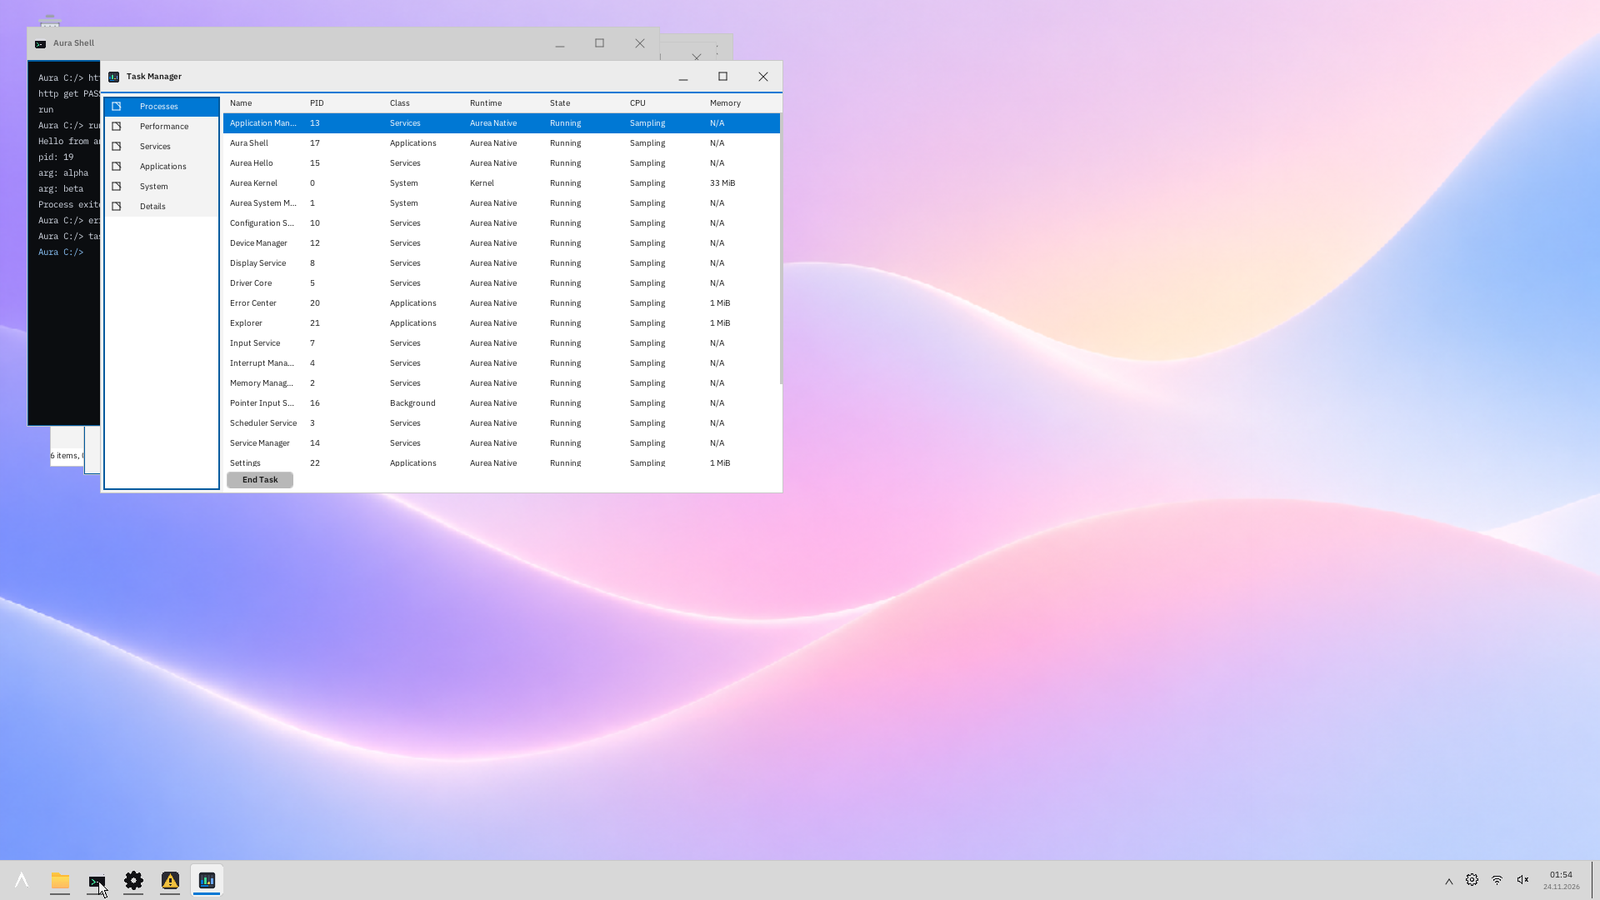 Aura Shell
Aura C:/> ht
http get PAS
run
Aura C:/> ru
Hello from a
pid: 19
arg: alpha
arg: beta
Process exit
Aura C:/> er
Aura C:/> ta
Aura C:/>
6 items,
Task Manager
Processes
Performance
Services
Applications
System
Details
Name PID Class Runtime State CPU Memory
Application Man... 13 Services Aurea Native Running Sampling N/A
Aura Shell 17 Applications Aurea Native Running Sampling N/A
Aurea Hello 15 Services Aurea Native Running Sampling N/A
Aurea Kernel 0 System Kernel Running Sampling 33 MiB
Aurea System M... 1 System Aurea Native Running Sampling N/A
Configuration S... 10 Services Aurea Native Running Sampling N/A
Device Manager 12 Services Aurea Native Running Sampling N/A
Display Service 8 Services Aurea Native Running Sampling N/A
Driver Core 5 Services Aurea Native Running Sampling N/A
Error Center 20 Applications Aurea Native Running Sampling 1 MiB
Explorer 21 Applications Aurea Native Running Sampling 1 MiB
Input Service 7 Services Aurea Native Running Sampling N/A
Interrupt Mana... 4 Services Aurea Native Running Sampling N/A
Memory Manag... 2 Services Aurea Native Running Sampling N/A
Pointer Input S... 16 Background Aurea Native Running Sampling N/A
Scheduler Service 3 Services Aurea Native Running Sampling N/A
Service Manager 14 Services Aurea Native Running Sampling N/A
Settings 22 Applications Aurea Native Running Sampling 1 MiB
End Task
01:54
24.11.2026